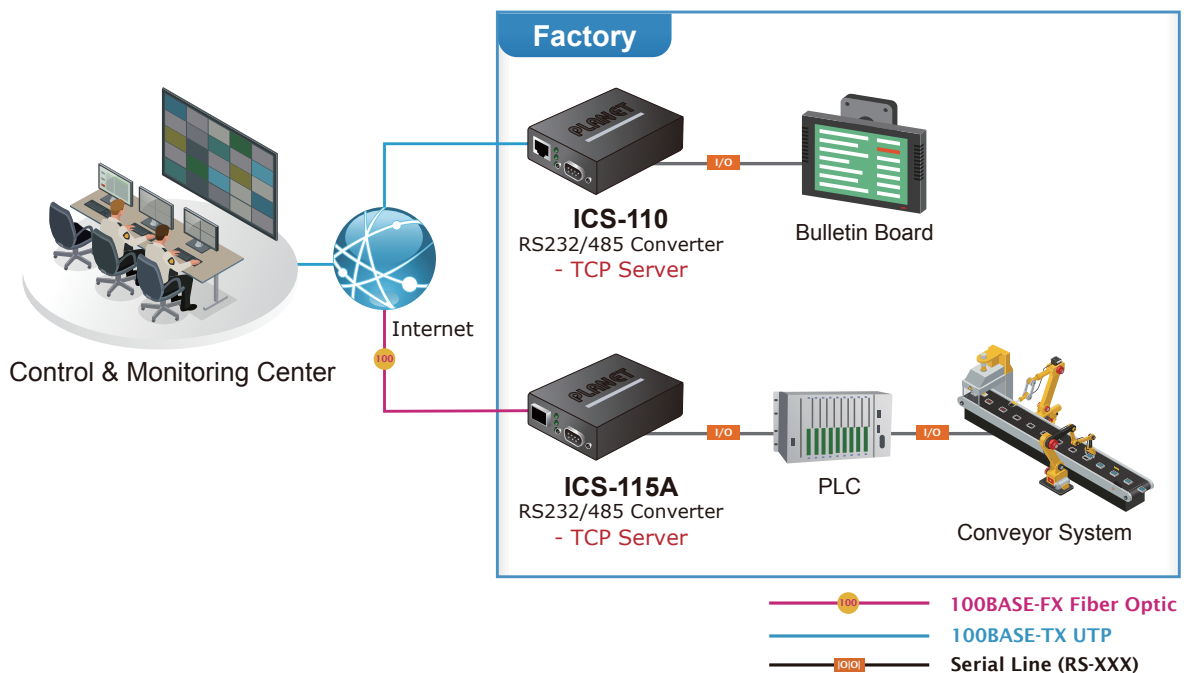 Factory
PLANET
I/O
ICS-110
RS232/485 Converter
- TCP Server
Bulletin Board
Internet
100
Control & Monitoring Center
PLANET
I/O
I/O
ICS-115A
RS232/485 Converter
- TCP Server
PLC
Conveyor System
100
100BASE-FX Fiber Optic
100BASE-TX UTP
|O|O|
Serial Line (RS-XXX)